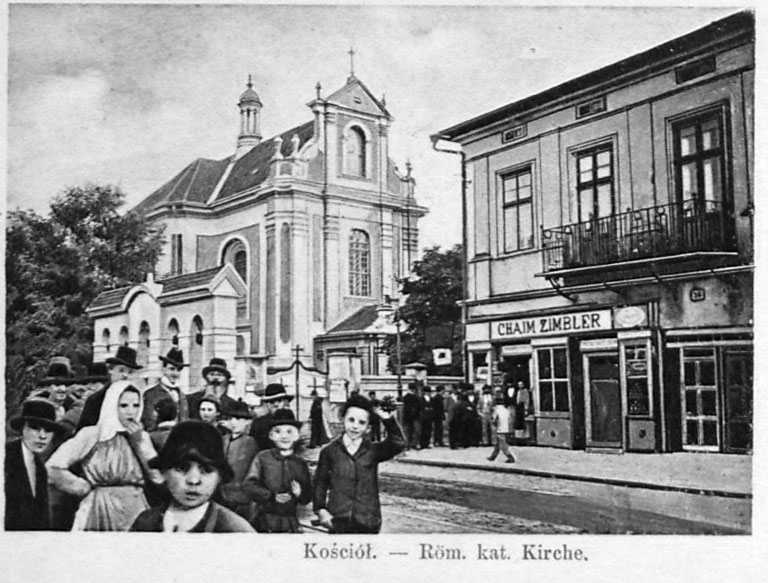 CHAIM ZIMBLER
Kościół. — Röm. kat. Kirche.